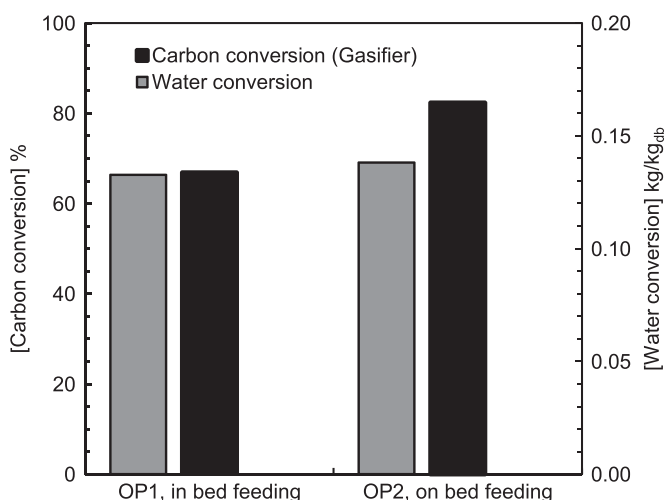 100
80
60
40
20
0
[Carbon conversion] %
Carbon conversion (Gasifier)
Water conversion
0.20
0.15
0.10
0.05
0.00
[Water conversion] kg/kgdb
OP1, in bed feeding
OP2, on bed feeding